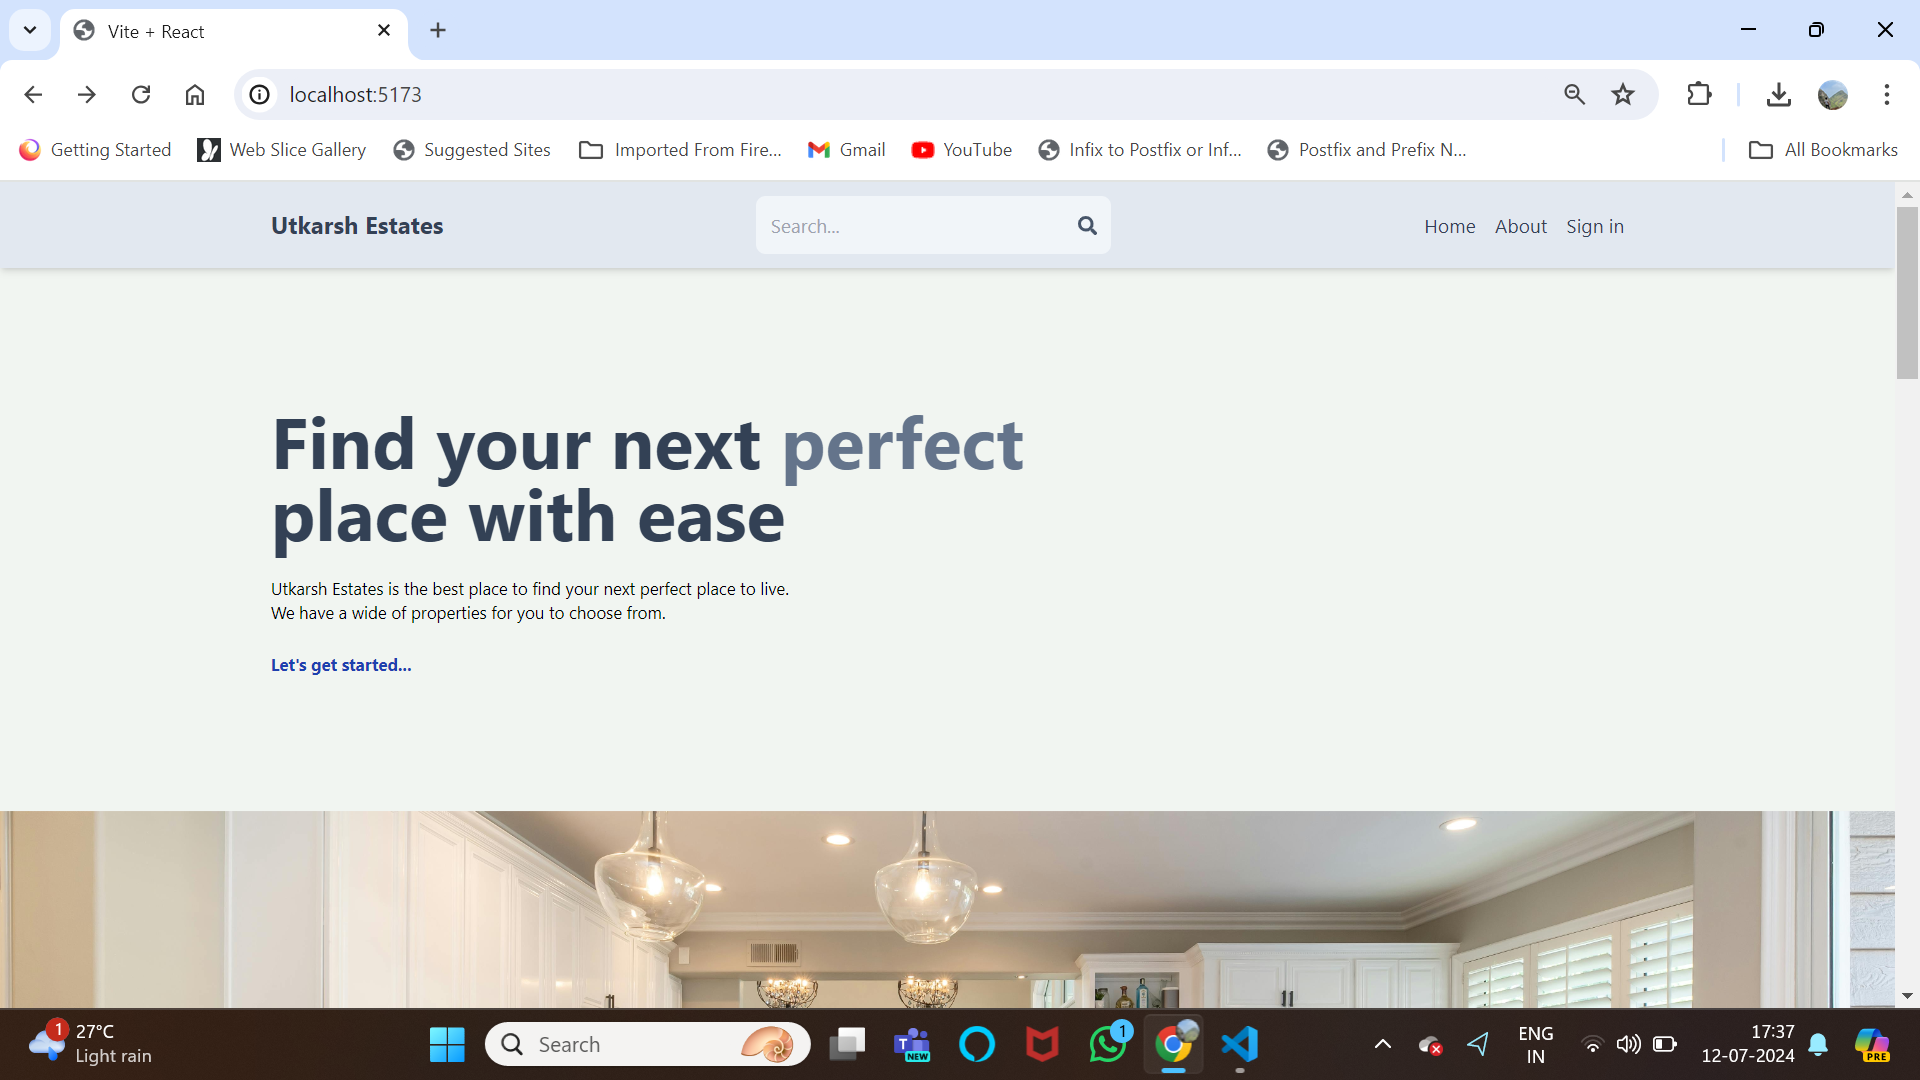 Vite + React
localhost:5173
Getting Started
Web Slice Gallery
Suggested Sites
Imported From Fire...
Gmail
YouTube
Infix to Postfix or Inf...
Postfix and Prefix N...
All Bookmarks
Utkarsh Estates
Search...
Home
About
Sign in
Find your next perfect
place with ease
Utkarsh Estates is the best place to find your next perfect place to live.
We have a wide of properties for you to choose from.
Let's get started...
1
27°C
Light rain
Search
T
NEW
1
ENG
IN
17:37
12-07-2024
PRE